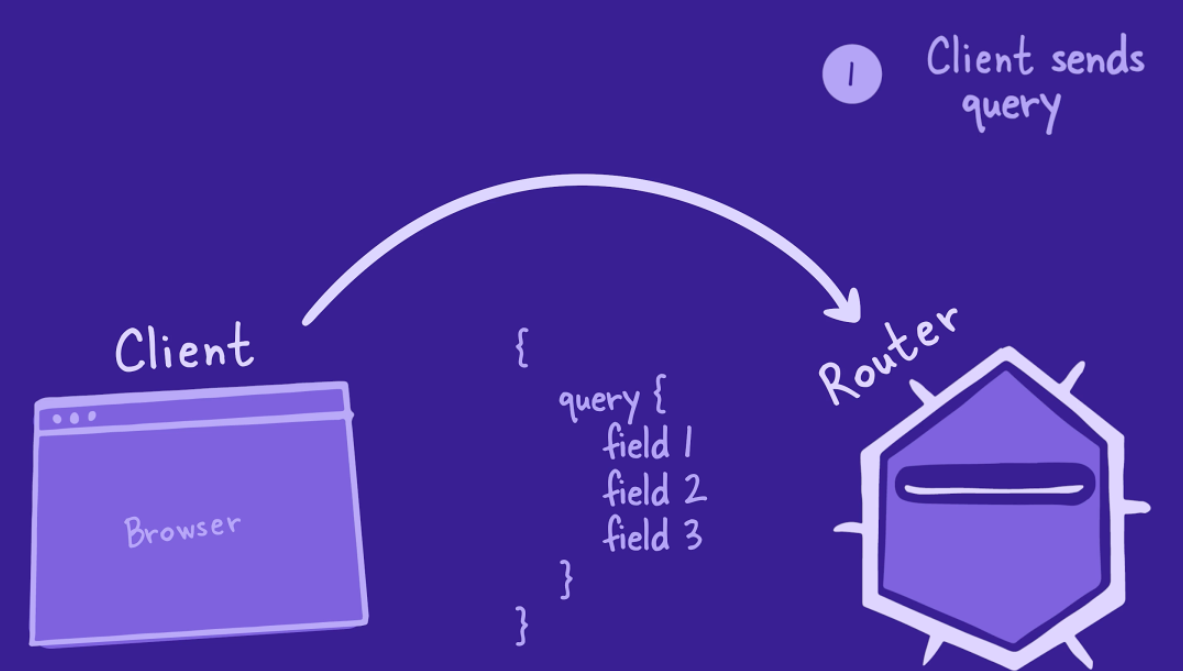 1
Client sends
query
Client
Router
Browser
{
query {
field 1
field 2
field 3
}
}